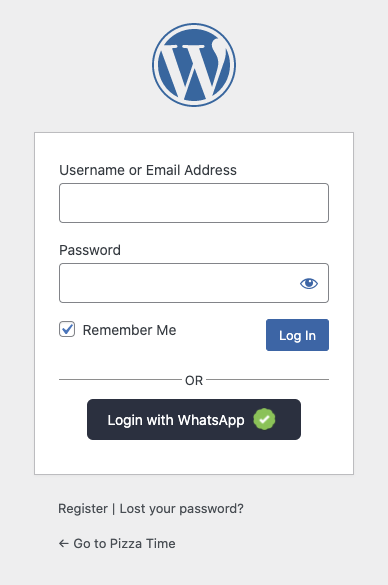 Username or Email Address
Password
Remember Me
Log In
OR
Login with WhatsApp
Register | Lost your password?
← Go to Pizza Time